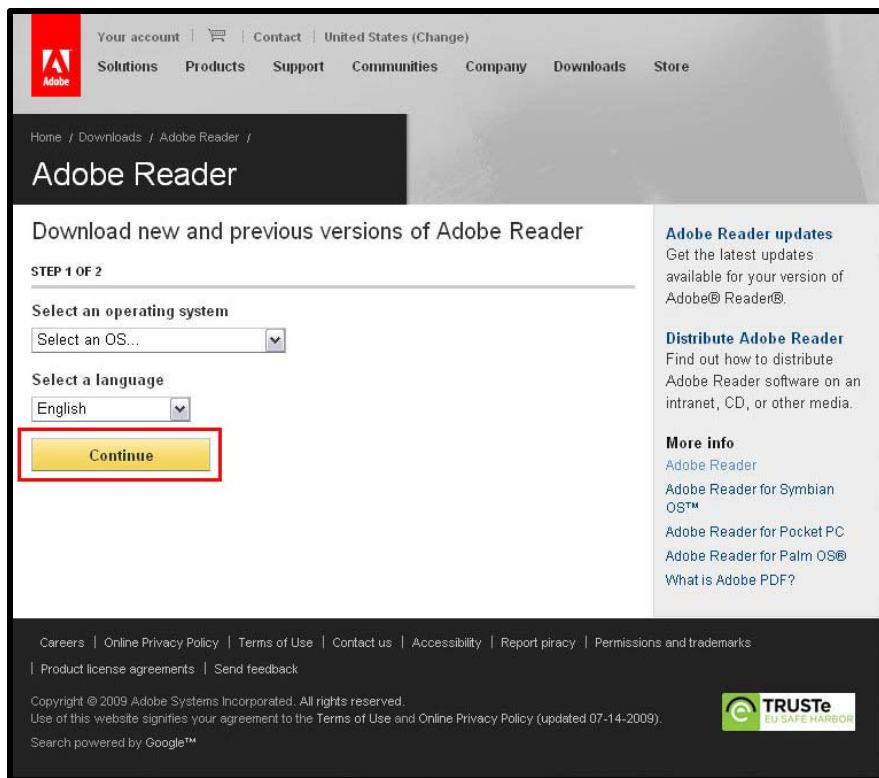 Your account | | Contact | United States (Change)
Adobe
Solutions Products Support Communities Company Downloads Store
Home / Downloads / Adobe Reader /
Adobe Reader
Download new and previous versions of Adobe Reader
STEP 1 OF 2
Select an operating system
Select an OS...
Select a language
English
Continue
Adobe Reader updates
Get the latest updates
available for your version of
Adobe® Reader®.
Distribute Adobe Reader
Find out how to distribute
Adobe Reader software on an
intranet, CD, or other media.
More info
Adobe Reader
Adobe Reader for Symbian
OS™
Adobe Reader for Pocket PC
Adobe Reader for Palm OS®
What is Adobe PDF?
Careers | Online Privacy Policy | Terms of Use | Contact us | Accessibility | Report piracy | Permissions and trademarks
| Product license agreements | Send feedback
Copyright © 2009 Adobe Systems Incorporated. All rights reserved.
Use of this website signifies your agreement to the Terms of Use and Online Privacy Policy (updated 07-14-2009).
Search powered by Google™
TRUSTe
EU SAFE HARBOR